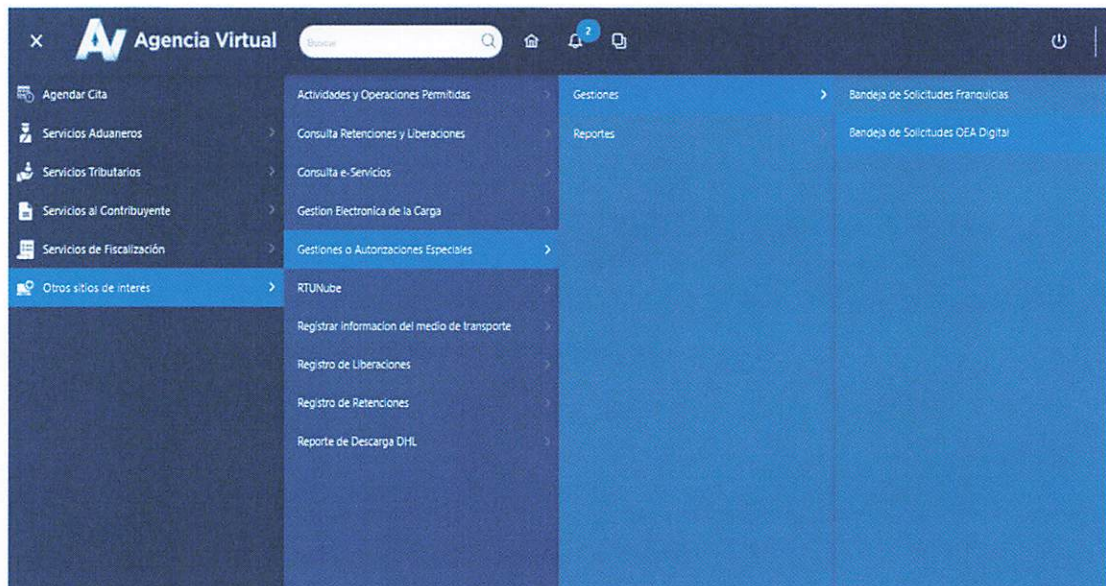 × AV Agencia Virtual
Buscar
2
Agendar Cita
Servicios Aduaneros
Servicios Tributarios
Servicios al Contribuyente
Servicios de Fiscalización
Otros sitios de interés
Actividades y Operaciones Permitidas
Consulta Retenciones y Liberaciones
Consulta e-Servicios
Gestion Electronica de la Carga
Gestiones o Autorizaciones Especiales
RTUNube
Registrar informacion del medio de transporte
Registro de Liberaciones
Registro de Retenciones
Reporte de Descarga DHL
Gestiones
Reportes
Bandeja de Solicitudes Franquicias
Bandeja de Solicitudes OEA Digital